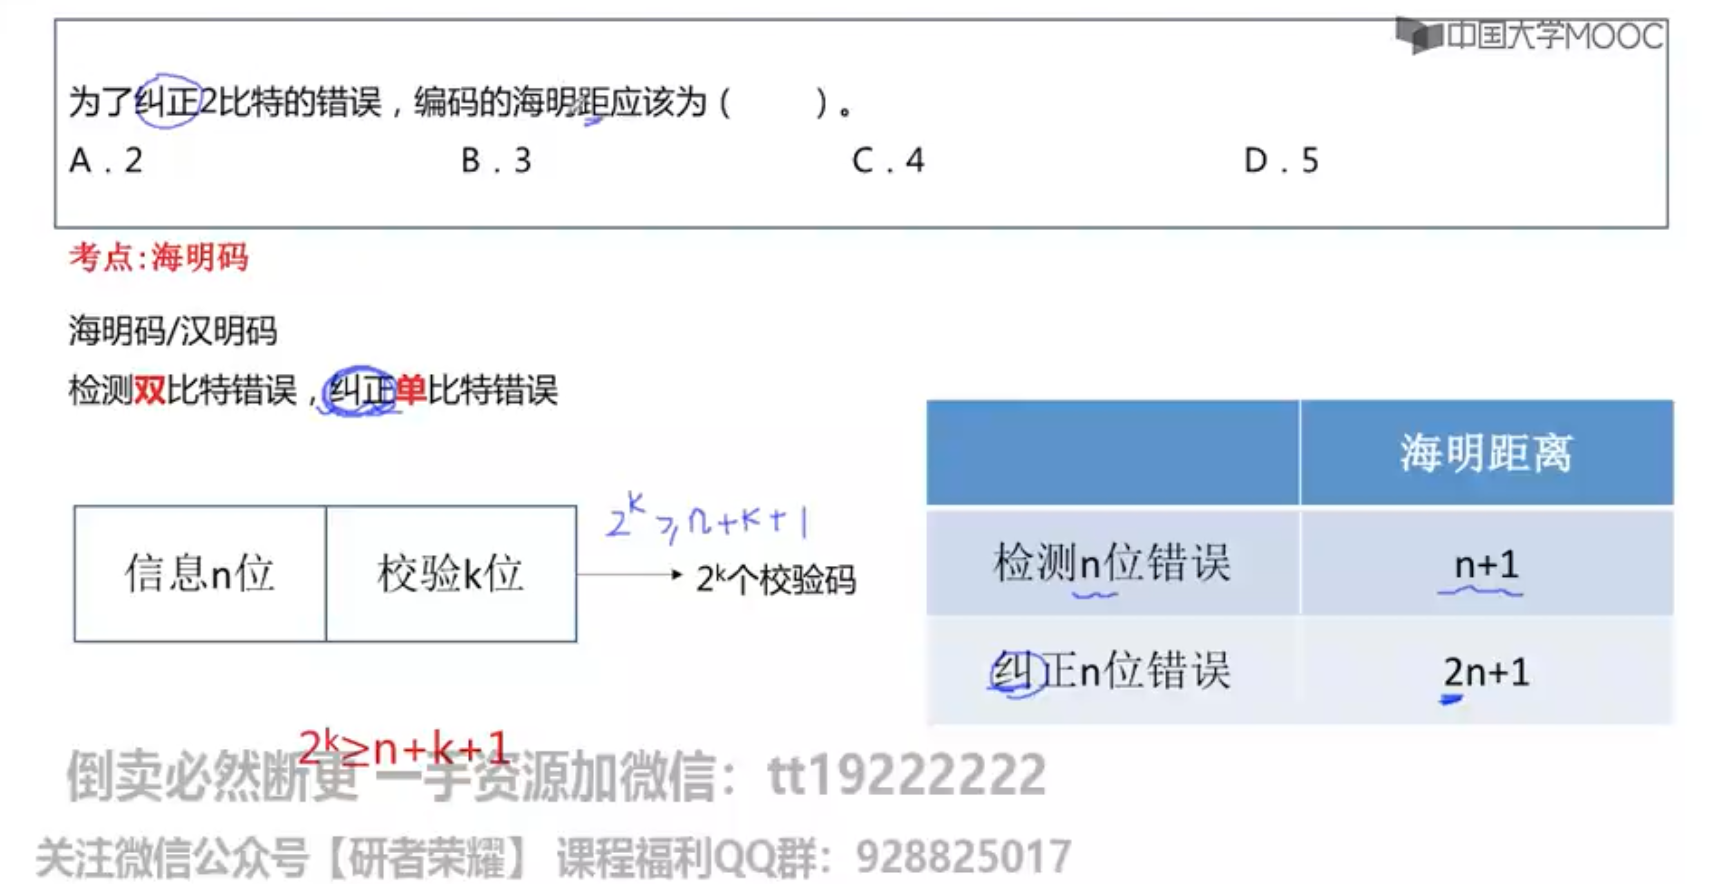 中国大学MOOC
为了纠正2比特的错误，编码的海明距应该为（　　）。
A．2　B．3　C．4　D．5
考点:海明码
海明码/汉明码
检测双比特错误，纠正单比特错误
海明距离
2ᵏ≥n+k+1
信息n位　校验k位　2ᵏ个校验码
检测n位错误　n+1
纠正n位错误　2n+1
2ᵏ≥n+k+1
倒卖必然断更 一手资源加微信：tt19222222
关注微信公众号【研者荣耀】 课程福利QQ群：928825017